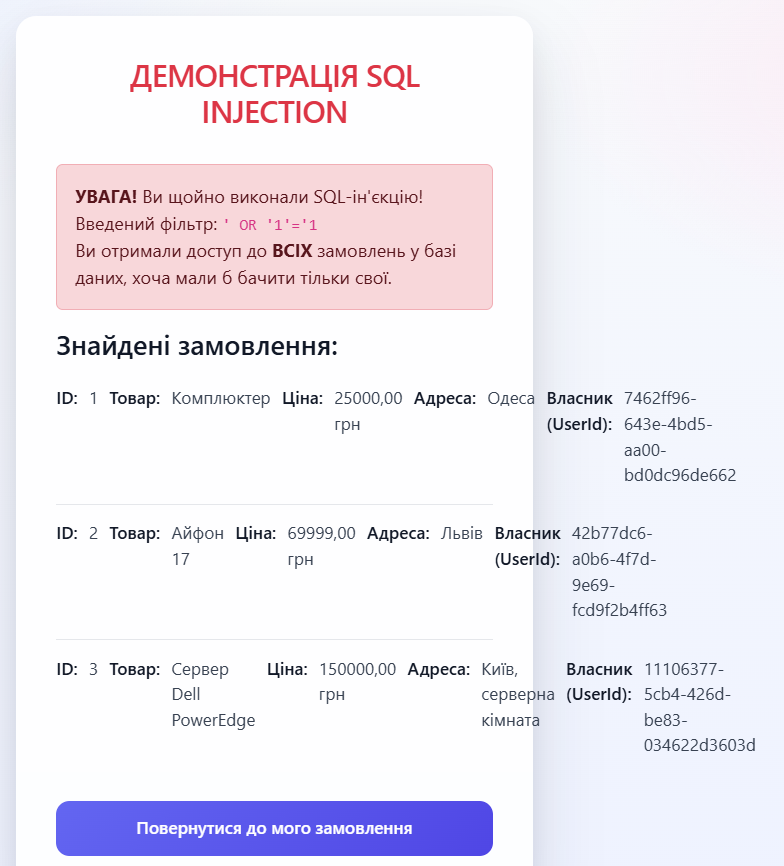 ДЕМОНСТРАЦІЯ SQL
INJECTION
УВАГА! Ви щойно виконали SQL-ін'єкцію!
Введений фільтр: ' OR '1'='1
Ви отримали доступ до ВСІХ замовлень у базі
даних, хоча мали б бачити тільки свої.
Знайдені замовлення:
ID: 1 Товар: Комплюктер Ціна: 25000,00 Адреса: Одеса Власник 7462ff96-
грн (UserId): 643e-4bd5-
aa00-
bd0dc96de662
ID: 2 Товар: Айфон Ціна: 69999,00 Адреса: Львів Власник 42b77dc6-
17 грн (UserId): a0b6-4f7d-
9e69-
fcd9f2b4ff63
ID: 3 Товар: Сервер Ціна: 150000,00 Адреса: Київ, Власник 11106377-
Dell грн серверна (UserId): 5cb4-426d-
PowerEdge кімната be83-
034622d3603d
Повернутися до мого замовлення